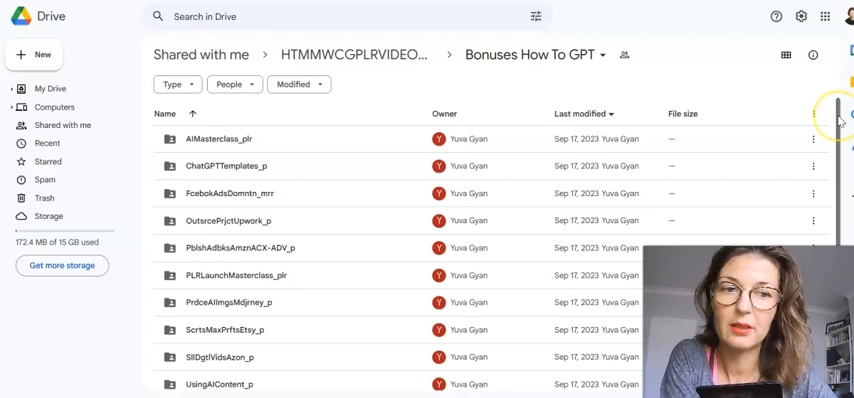 Drive
Search in Drive
New
My Drive
Computers
Shared with me
Recent
Starred
Spam
Trash
Storage
172.4 MB of 15 GB used
Get more storage
Shared with me > HTMMWCGPLRVIDEO... > Bonuses How To GPT
Type People Modified
Name Owner Last modified File size
AIMasterclass_plr Y Yuva Gyan Sep 17, 2023 Yuva Gyan —
ChatGPTTemplates_p Y Yuva Gyan Sep 17, 2023 Yuva Gyan —
FcebokAdsDomntn_mrr Y Yuva Gyan Sep 17, 2023 Yuva Gyan —
OutsrcePrjctUpwork_p Y Yuva Gyan Sep 17, 2023 Yuva Gyan —
PblshAdbksAmznACX-ADV_p Y Yuva Gyan Sep 17, 2023 Yuva Gyan
PLRLaunchMasterclass_plr Y Yuva Gyan Sep 17, 2023 Yuva Gyan
PrdceAIImgsMdjrney_p Y Yuva Gyan Sep 17, 2023 Yuva Gyan
ScrtsMaxPrftsEtsy_p Y Yuva Gyan Sep 17, 2023 Yuva Gyan
SllDgtlVidsAzon_p Y Yuva Gyan Sep 17, 2023 Yuva Gyan
UsingAIContent_p Y Yuva Gyan Sep 17, 2023 Yuva Gyan